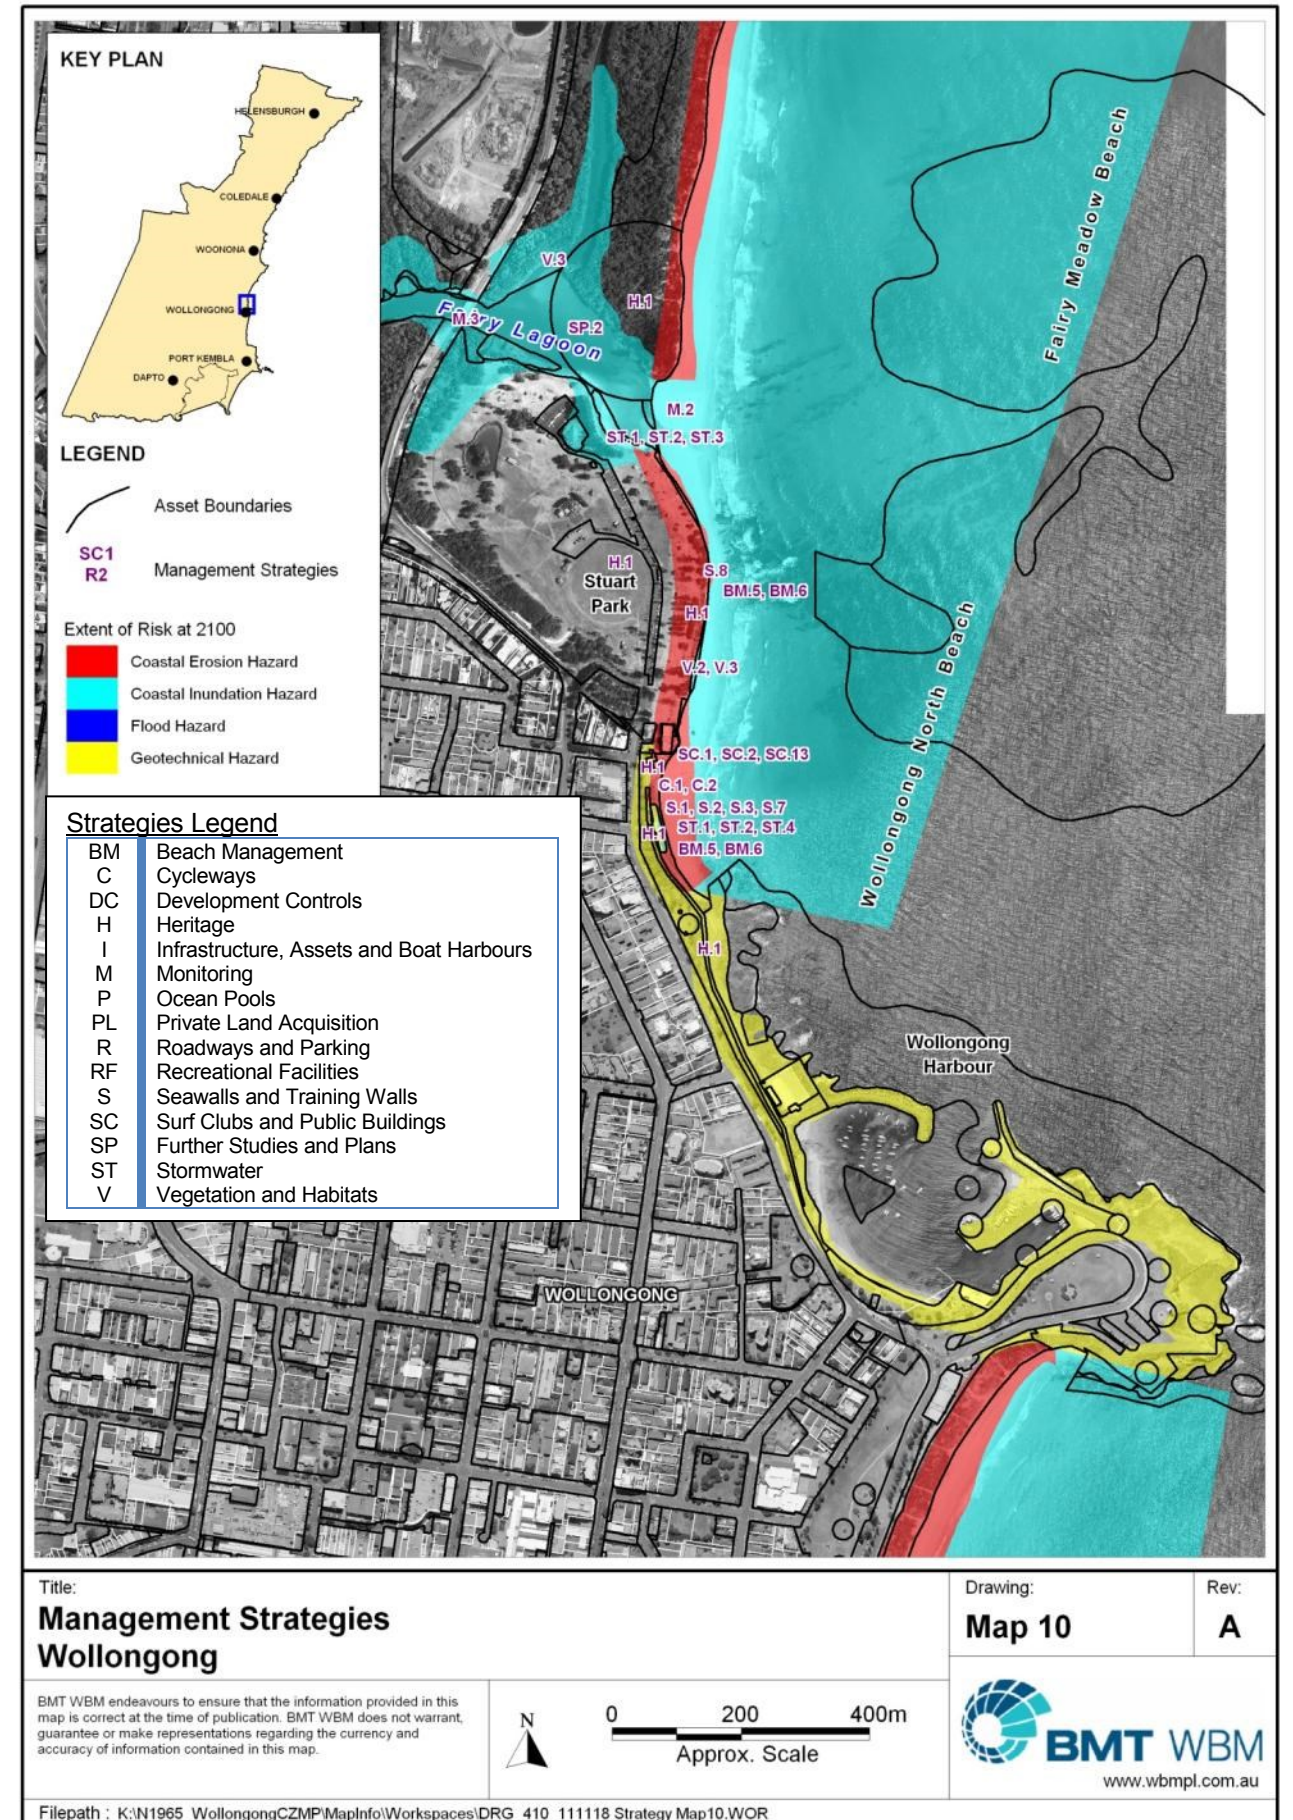 KEY PLAN
HELENSBURGH
COLEDALE
WOONONA
WOLLONGONG
PORT KEMBLA
DAPTO
LEGEND
Asset Boundaries
SC1
R2
Management Strategies
Extent of Risk at 2100
Coastal Erosion Hazard
Coastal Inundation Hazard
Flood Hazard
Geotechnical Hazard
Strategies Legend
BM Beach Management
C Cycleways
DC Development Controls
H Heritage
I Infrastructure, Assets and Boat Harbours
M Monitoring
P Ocean Pools
PL Private Land Acquisition
R Roadways and Parking
RF Recreational Facilities
S Seawalls and Training Walls
SC Surf Clubs and Public Buildings
SP Further Studies and Plans
ST Stormwater
V Vegetation and Habitats
Fairy Meadow Beach
V.3
H.1
M.3
Fairy Lagoon
SP.2
M.2
ST.1, ST.2, ST.3
H.1
Stuart
Park
S.8
BM.5, BM.6
H.1
V.2, V.3
Wollongong North Beach
SC.1, SC.2, SC.13
H.1
C.1, C.2
S.1, S.2, S.3, S.7
H.1
ST.1, ST.2, ST.4
BM.5, BM.6
H.1
Wollongong
Harbour
WOLLONGONG
Title:
Management Strategies
Wollongong
Drawing:
Map 10
Rev:
A
BMT WBM endeavours to ensure that the information provided in this
map is correct at the time of publication. BMT WBM does not warrant,
guarantee or make representations regarding the currency and
accuracy of information contained in this map.
N
0 200 400m
Approx. Scale
BMT WBM
www.wbmpl.com.au
Filepath : K:\N1965_WollongongCZMP\MapInfo\Workspaces\DRG_410_111118 Strategy Map10.WOR